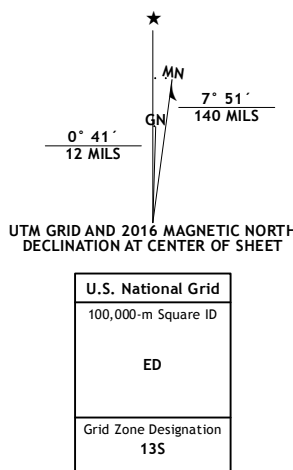 MN
GN
7° 51´
140 MILS
0° 41´
12 MILS
UTM GRID AND 2016 MAGNETIC NORTH
DECLINATION AT CENTER OF SHEET
U.S. National Grid
100,000-m Square ID
ED
Grid Zone Designation
13S